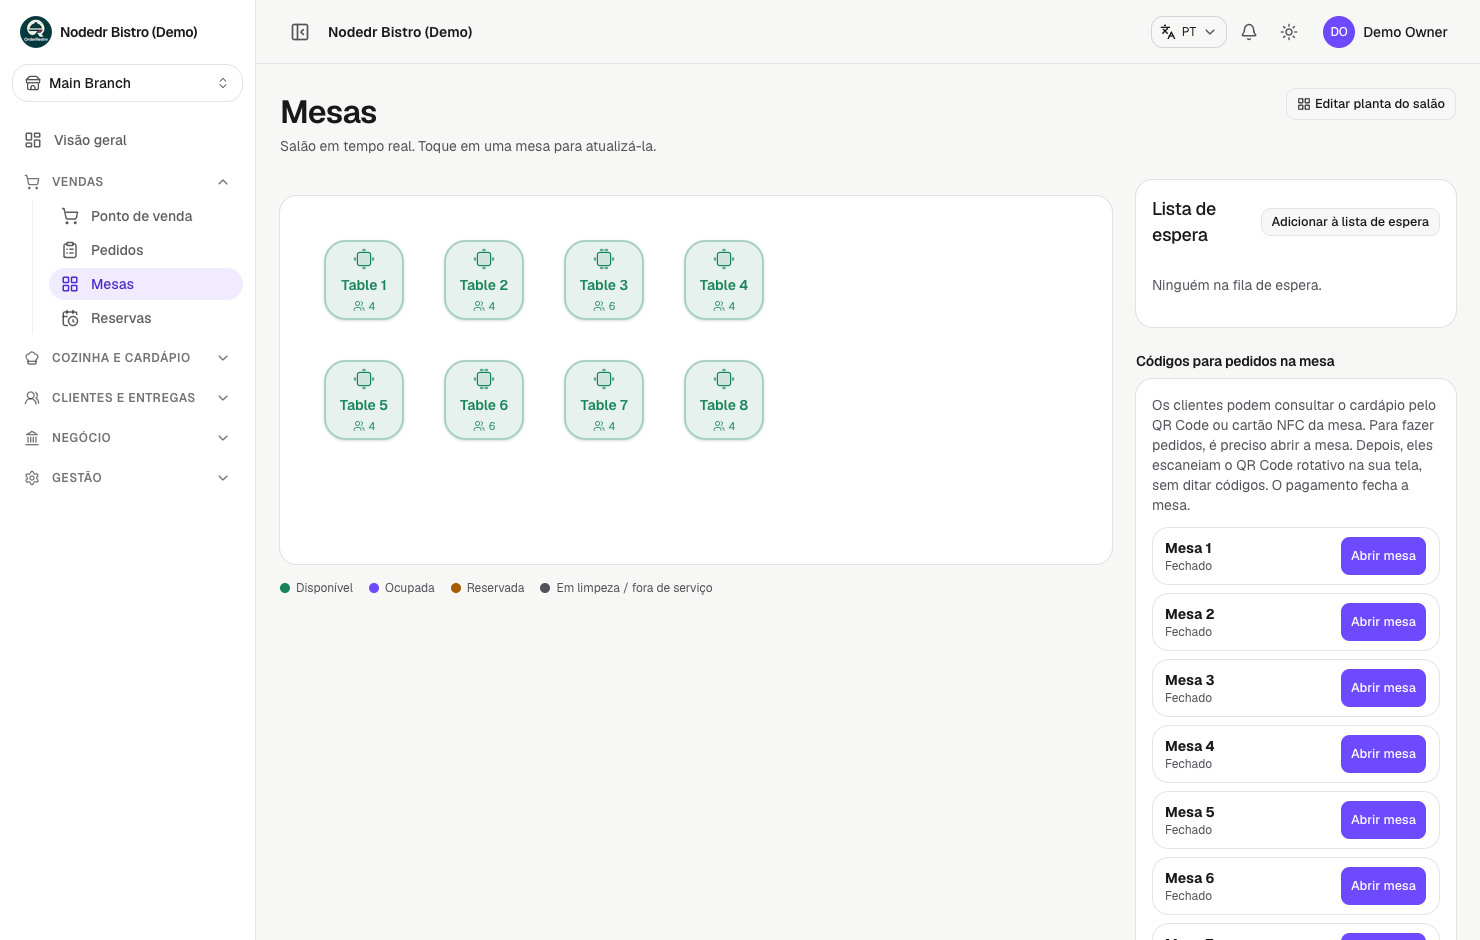 Nodedr Bistro (Demo)
Main Branch
Visão geral
VENDAS
Ponto de venda
Pedidos
Mesas
Reservas
COZINHA E CARDÁPIO
CLIENTES E ENTREGAS
NEGÓCIO
GESTÃO
Nodedr Bistro (Demo)
PT
DO
Demo Owner
Mesas
Salão em tempo real. Toque em uma mesa para atualizá-la.
Editar planta do salão
Table 1
4
Table 2
4
Table 3
6
Table 4
4
Table 5
4
Table 6
6
Table 7
4
Table 8
4
Disponível
Ocupada
Reservada
Em limpeza / fora de serviço
Lista de
espera
Adicionar à lista de espera
Ninguém na fila de espera.
Códigos para pedidos na mesa
Os clientes podem consultar o cardápio pelo
QR Code ou cartão NFC da mesa. Para fazer
pedidos, é preciso abrir a mesa. Depois, eles
escaneiam o QR Code rotativo na sua tela,
sem ditar códigos. O pagamento fecha a
mesa.
Mesa 1
Fechado
Abrir mesa
Mesa 2
Fechado
Abrir mesa
Mesa 3
Fechado
Abrir mesa
Mesa 4
Fechado
Abrir mesa
Mesa 5
Fechado
Abrir mesa
Mesa 6
Fechado
Abrir mesa